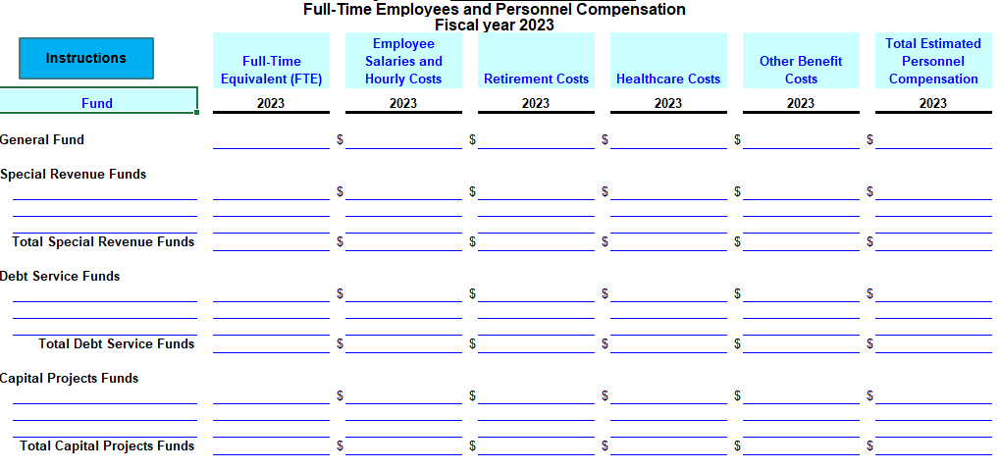 Full-Time Employees and Personnel Compensation
Fiscal year 2023
Instructions
Full-Time Equivalent (FTE)
Employee Salaries and Hourly Costs
Retirement Costs
Healthcare Costs
Other Benefit Costs
Total Estimated Personnel Compensation
Fund 2023 2023 2023 2023 2023 2023
General Fund $ $ $ $ $
Special Revenue Funds
$ $ $ $ $
Total Special Revenue Funds $ $ $ $ $
Debt Service Funds
$ $ $ $ $
Total Debt Service Funds $ $ $ $ $
Capital Projects Funds
$ $ $ $ $
Total Capital Projects Funds $ $ $ $ $